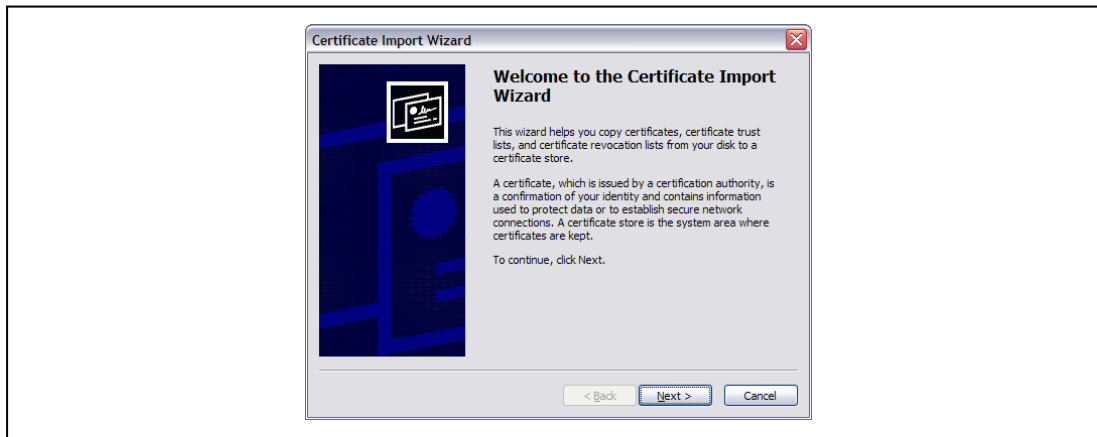 Certificate Import Wizard
Welcome to the Certificate Import
Wizard
This wizard helps you copy certificates, certificate trust
lists, and certificate revocation lists from your disk to a
certificate store.
A certificate, which is issued by a certification authority, is
a confirmation of your identity and contains information
used to protect data or to establish secure network
connections. A certificate store is the system area where
certificates are kept.
To continue, click Next.
< Back
Next >
Cancel